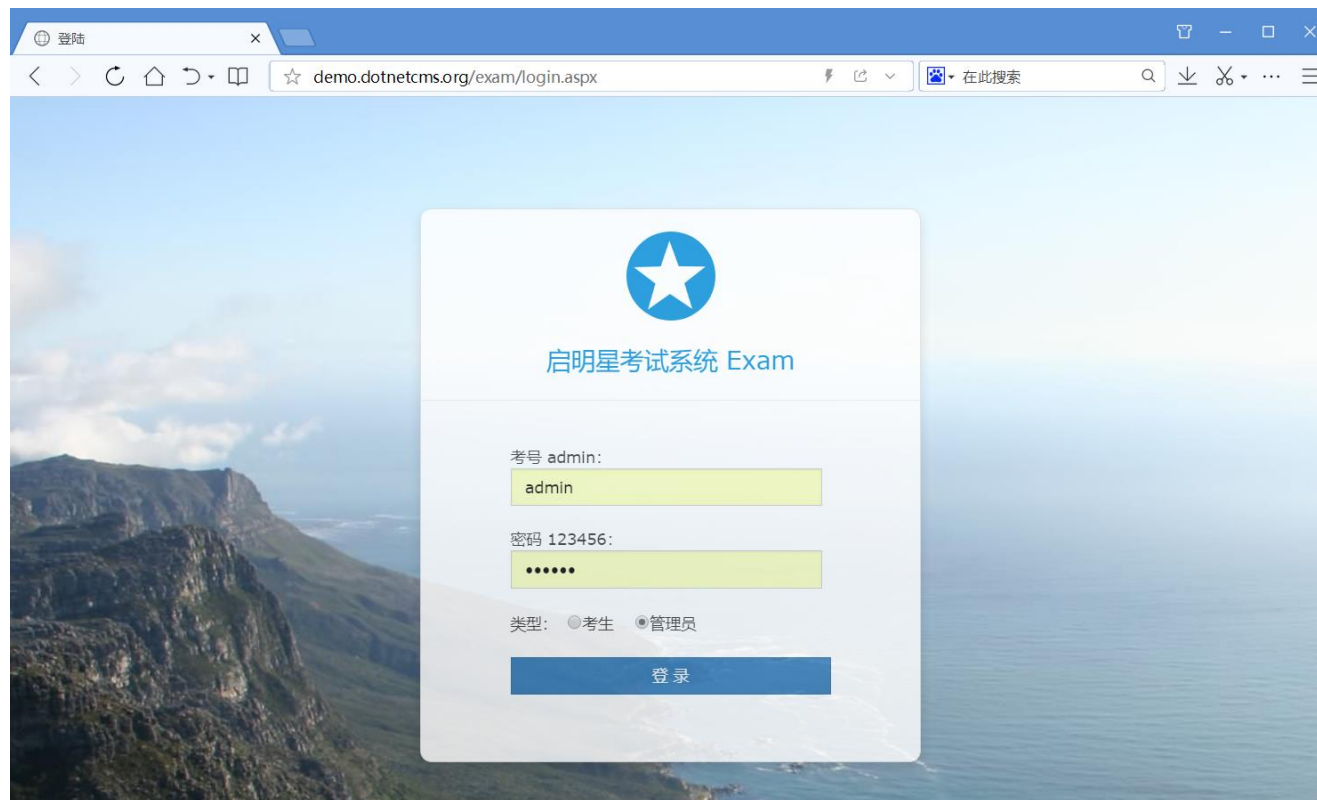 登陆
demo.dotnetcms.org/exam/login.aspx
在此搜索
启明星考试系统 Exam
考号 admin:
admin
密码 123456:
••••••
类型: 考生 管理员
登 录